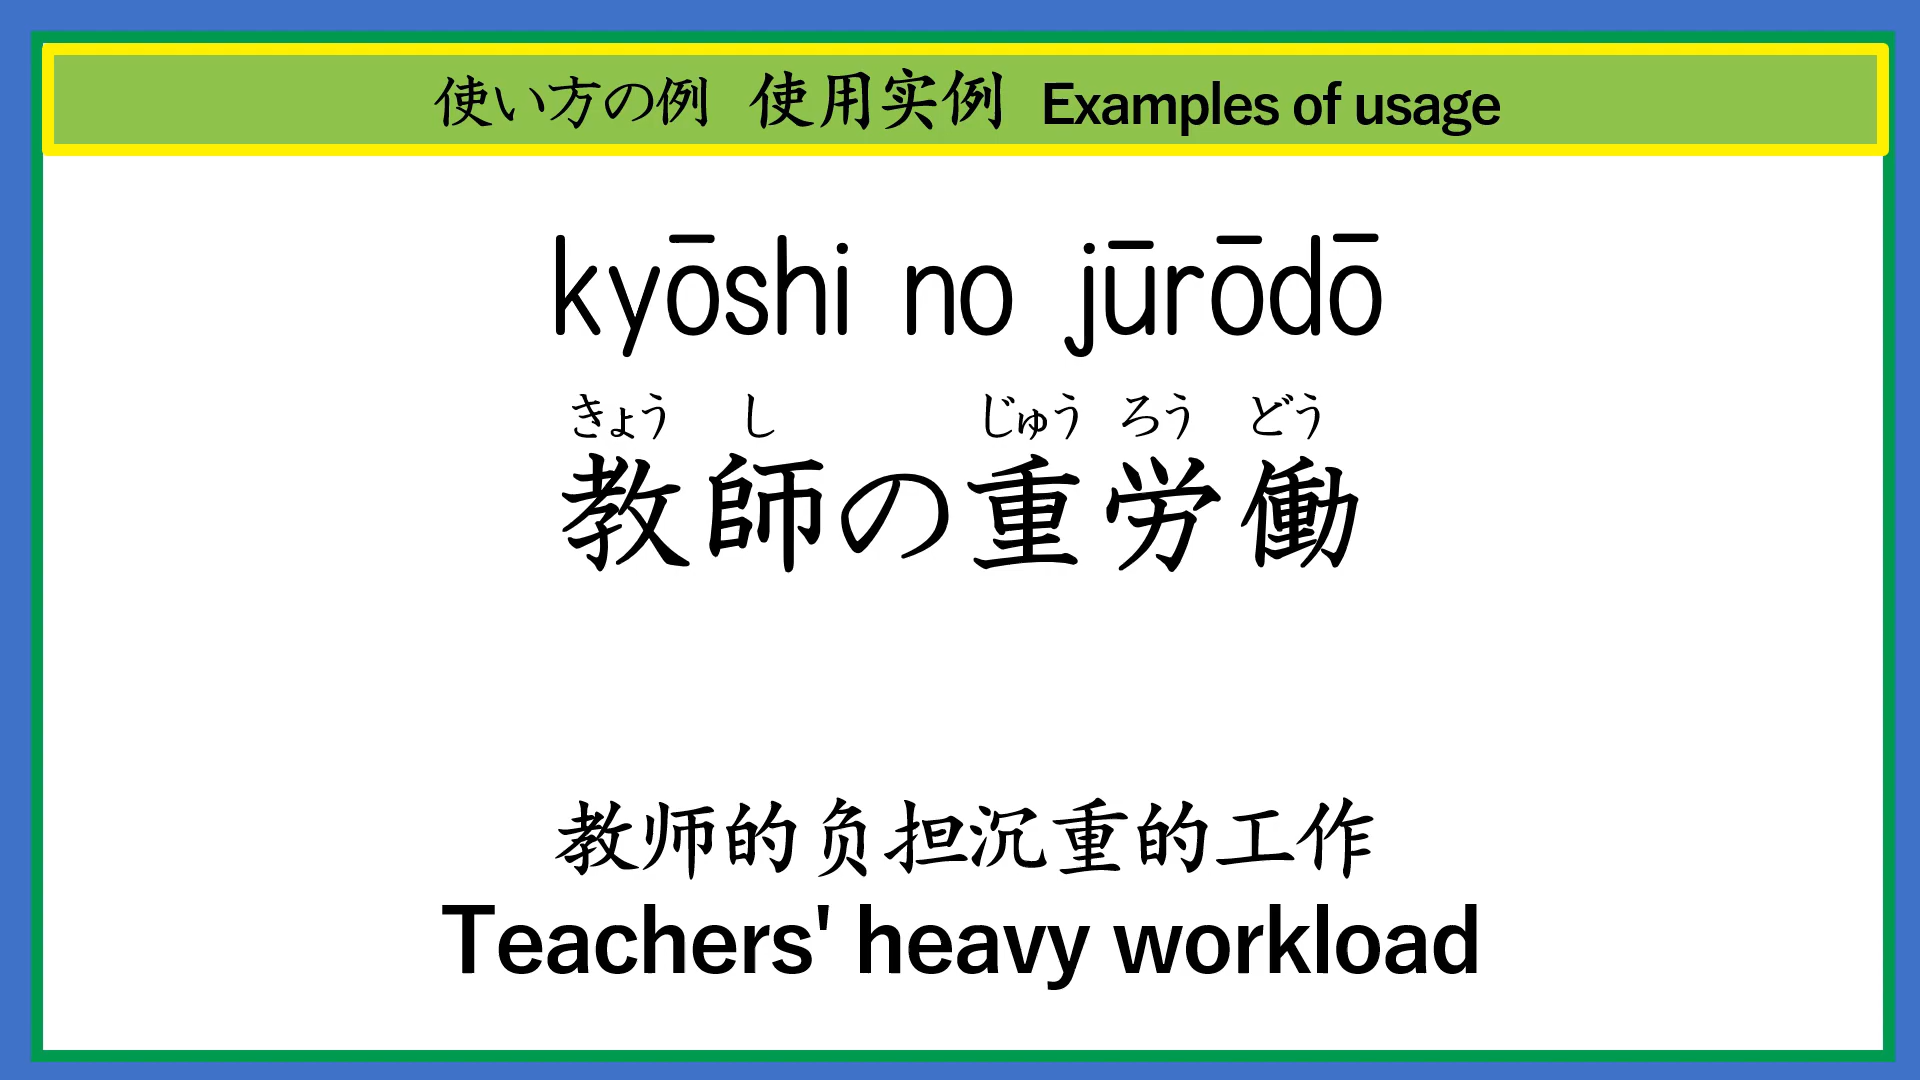 使い方の例 使用实例 Examples of usage
kyōshi no jūrōdō
きょう し じゅう ろう どう
教師の重労働
教师的负担沉重的工作
Teachers' heavy workload